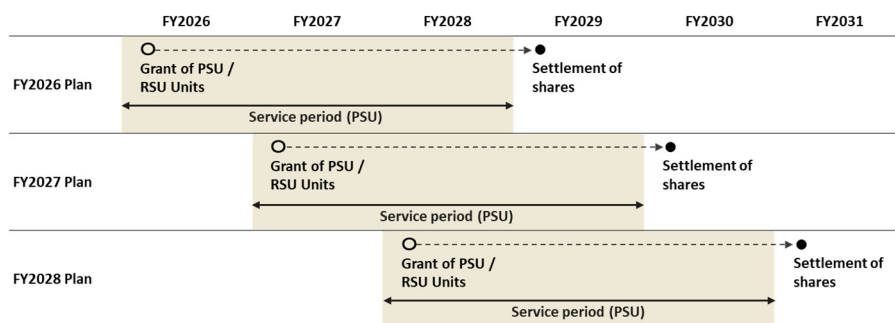 FY2026 FY2027 FY2028 FY2029 FY2030 FY2031
FY2026 Plan
Grant of PSU /
RSU Units
Settlement of
shares
Service period (PSU)
FY2027 Plan
Grant of PSU /
RSU Units
Settlement of
shares
Service period (PSU)
FY2028 Plan
Grant of PSU /
RSU Units
Settlement of
shares
Service period (PSU)